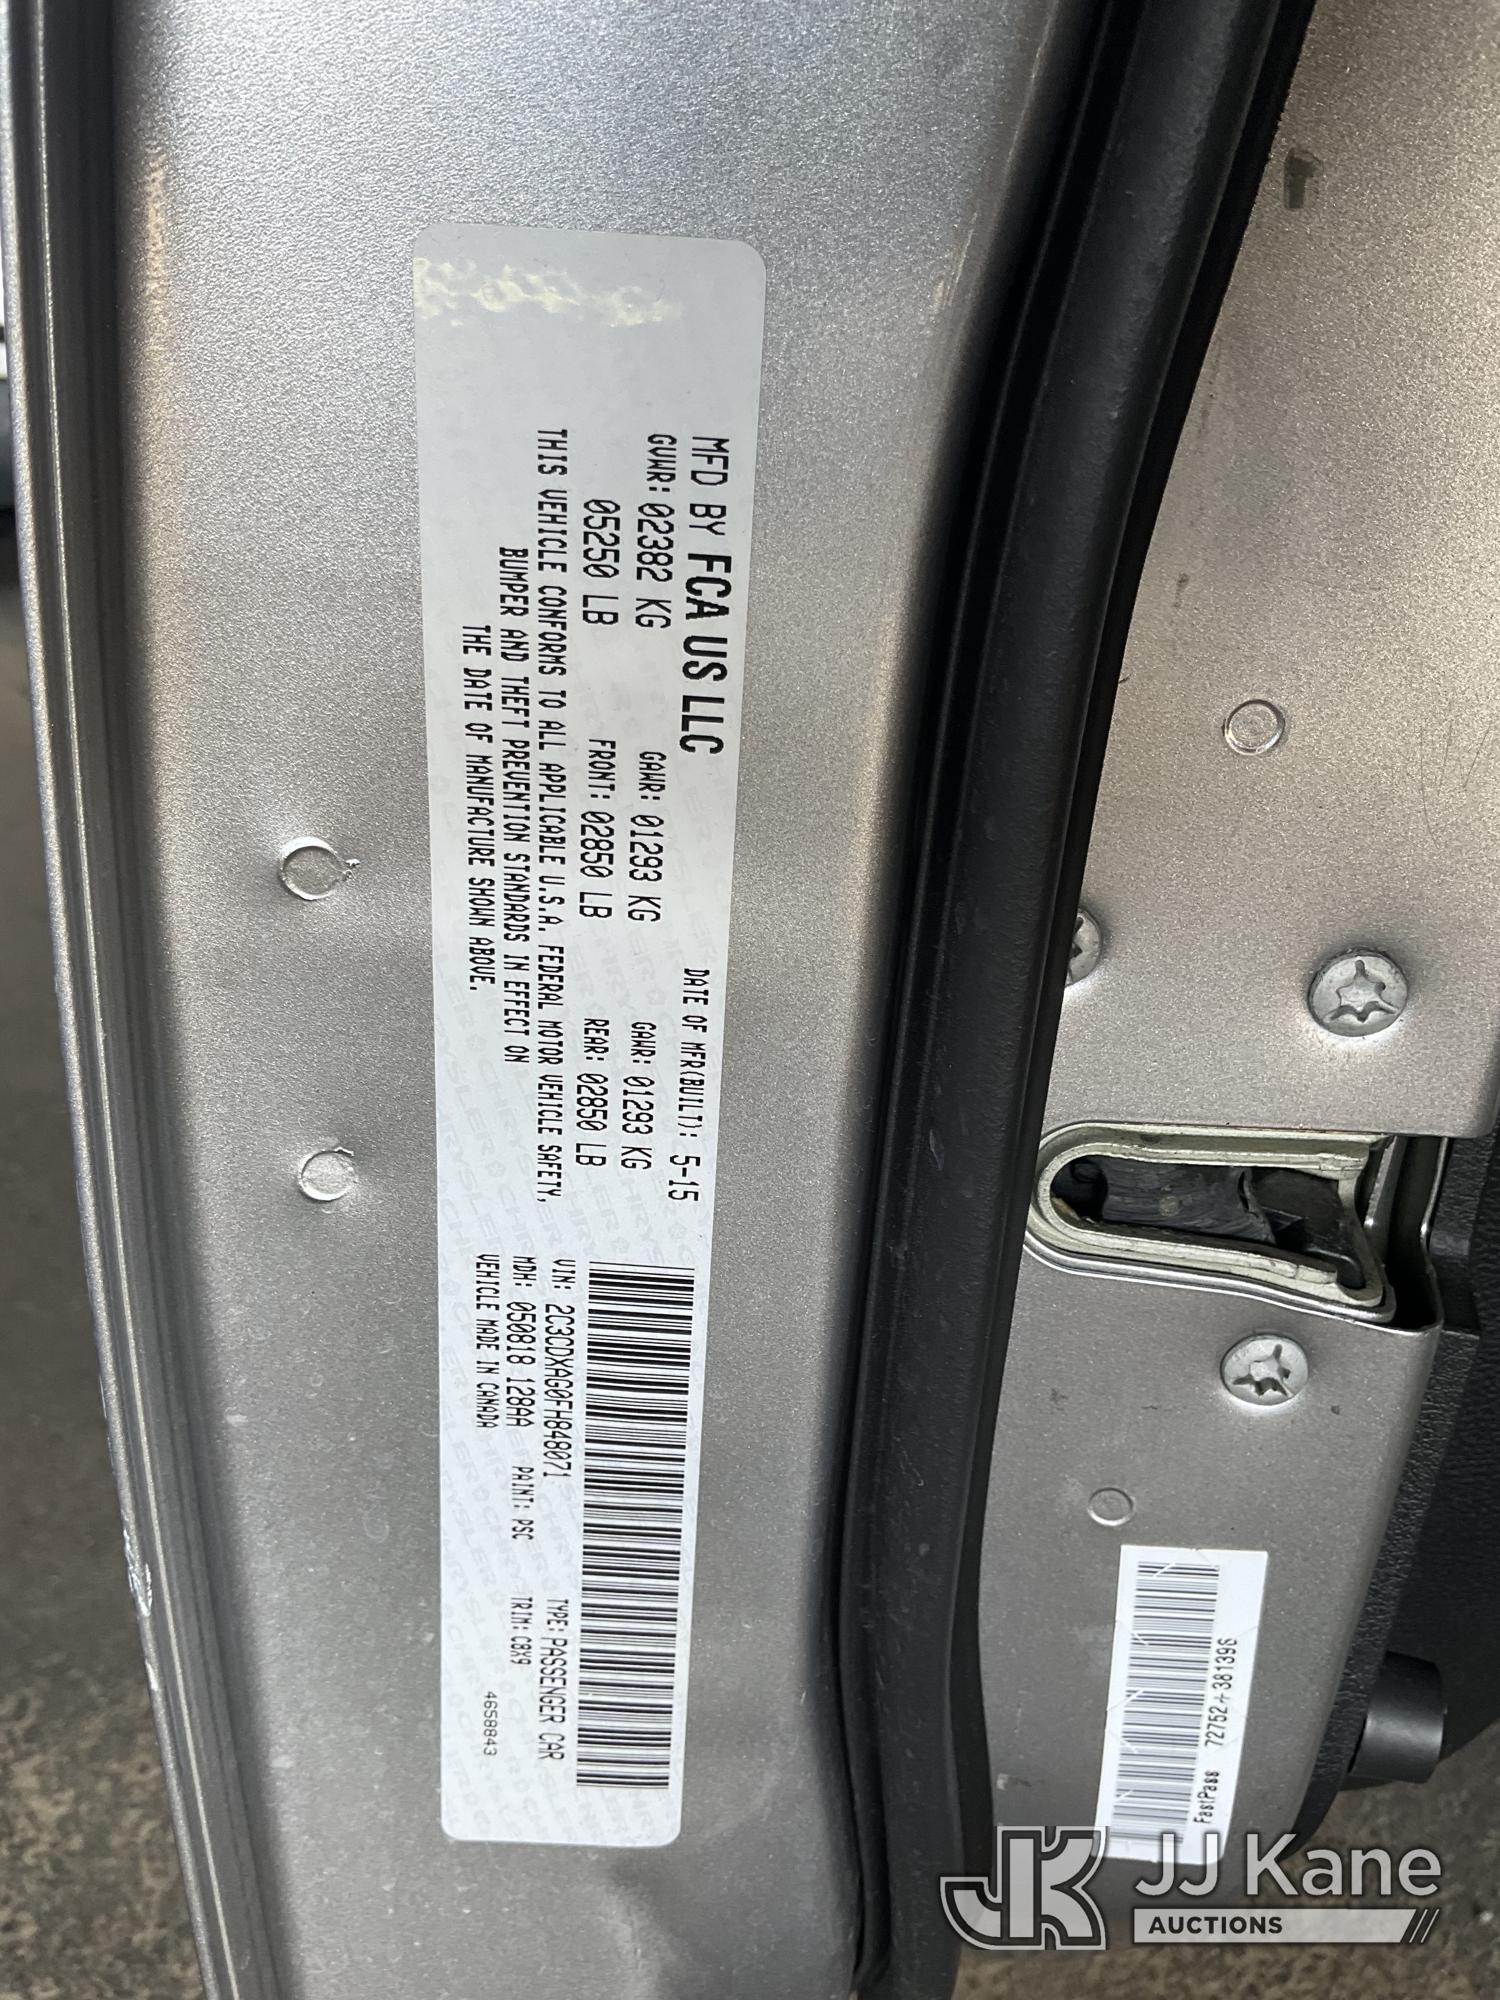 MFD BY FCA US LLC
DATE OF MFR(BUILT): 5-15
GVWR: 02382 KG
GAWR: 01293 KG
GAWR: 01293 KG
05250 LB
FRONT: 02850 LB
REAR: 02850 LB
THIS VEHICLE CONFORMS TO ALL APPLICABLE U.S.A. FEDERAL MOTOR VEHICLE SAFETY,
BUMPER AND THEFT PREVENTION STANDARDS IN EFFECT ON
THE DATE OF MANUFACTURE SHOWN ABOVE.
VIN: 2C3CDXAG0FH848071
TYPE: PASSENGER CAR
MDH: 050818 128AA
PAINT: PSC
TRIM: C8X9
VEHICLE MADE IN CANADA
4658843
FastPass 72752+381396
JK
JJ Kane
AUCTIONS